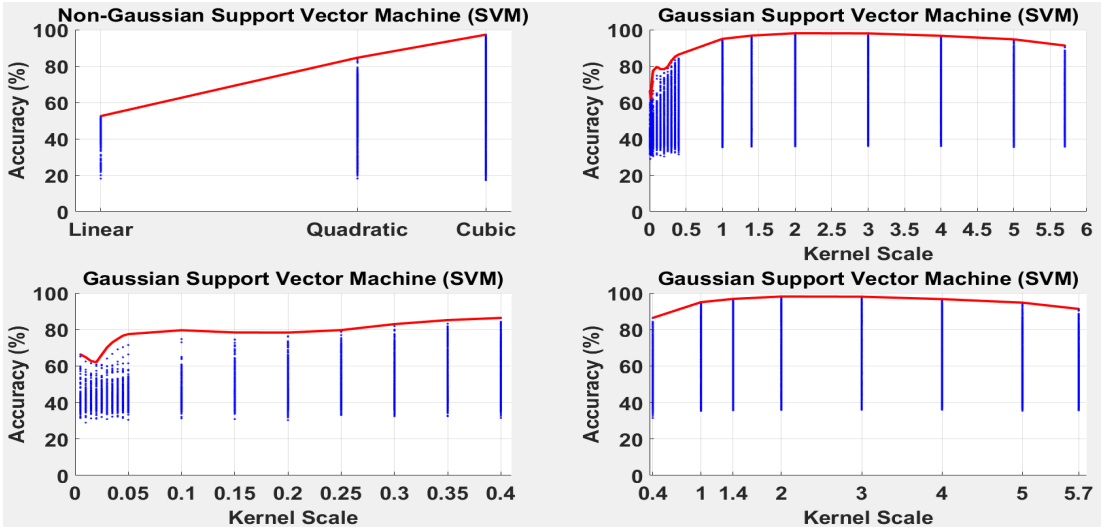 Non-Gaussian Support Vector Machine (SVM)
Accuracy (%)
100
80
60
40
20
0
Linear Quadratic Cubic
Gaussian Support Vector Machine (SVM)
Accuracy (%)
100
80
60
40
20
0
0 0.5 1 1.5 2 2.5 3 3.5 4 4.5 5 5.5 6
Kernel Scale
Gaussian Support Vector Machine (SVM)
Accuracy (%)
100
80
60
40
20
0
0 0.05 0.1 0.15 0.2 0.25 0.3 0.35 0.4
Kernel Scale
Gaussian Support Vector Machine (SVM)
Accuracy (%)
100
80
60
40
20
0
0.4 1 1.4 2 3 4 5 5.7
Kernel Scale